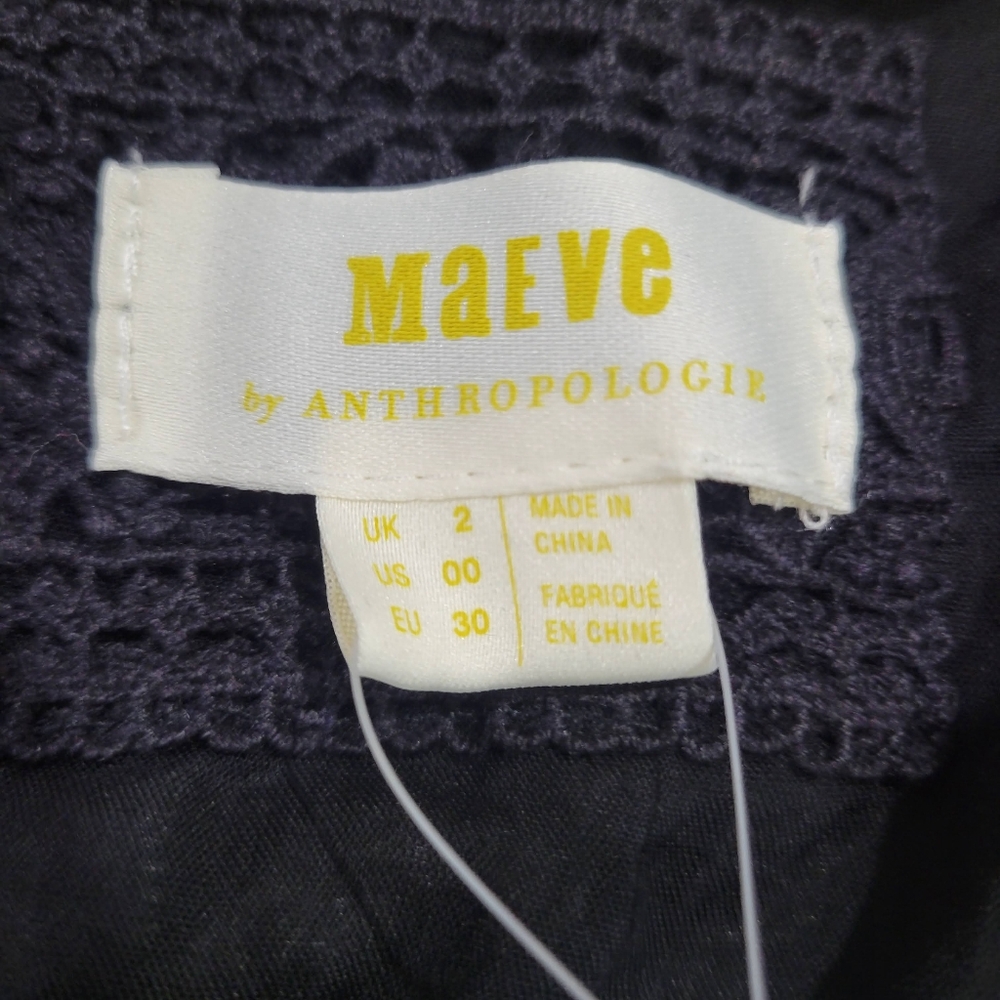 MaEVe
by ANTHROPOLOGIE
UK 2
US 00
EU 30
MADE IN
CHINA
FABRIQUÉ
EN CHINE